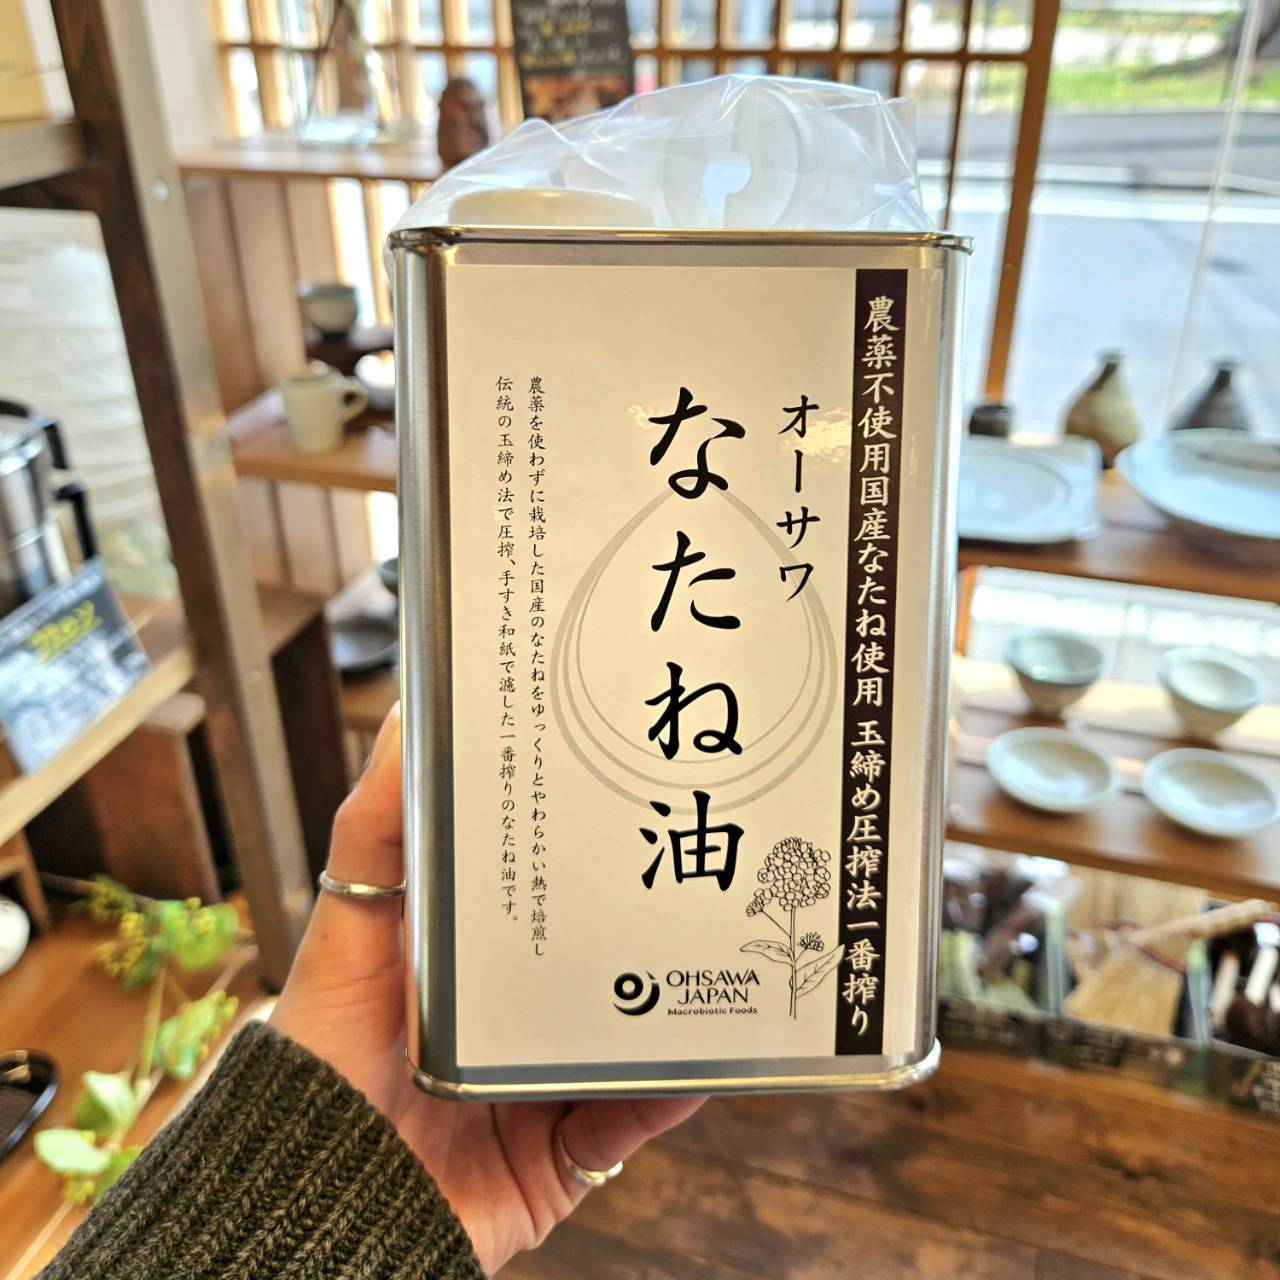 農薬不使用国産なたね使用 玉締め圧搾法一番搾り
オーサワ
なたね油
農薬を使わずに栽培した国産のなたねをゆっくりとやわらかい熱で焙煎し
伝統の玉締め法で圧搾、手すき和紙で濾した一番搾りのなたね油です。
OHSAWA
JAPAN
Macrobiotic Foods